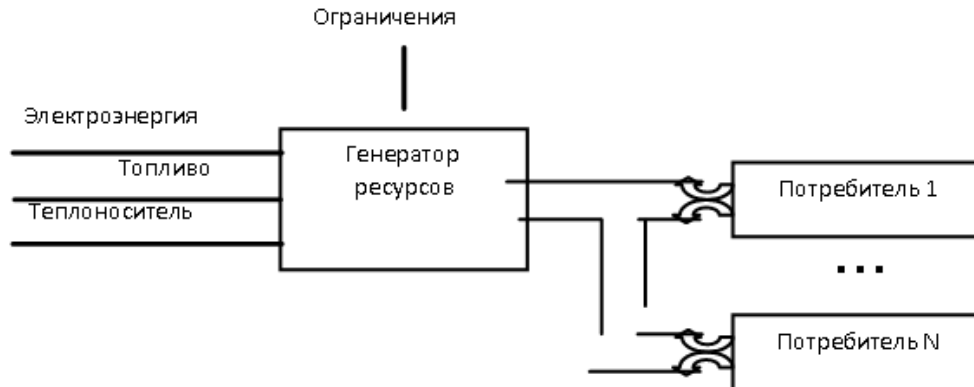 Ограничения
Электроэнергия
Топливо
Теплоноситель
Генератор
ресурсов
Потребитель 1
...
Потребитель N